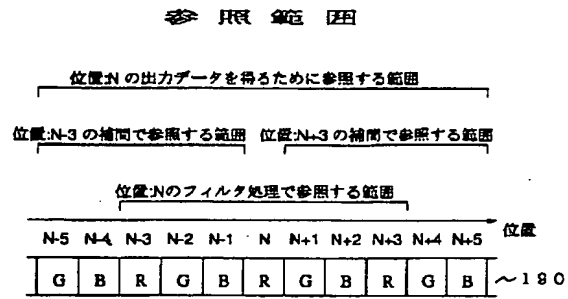 参照範囲
位置:N の出力データを得るために参照する範囲
位置:N-3 の補間で参照する範囲 位置:N+3 の補間で参照する範囲
位置:Nのフィルタ処理で参照する範囲
位置
N-5 N-4 N-3 N-2 N-1 N N+1 N+2 N+3 N+4 N+5
G B R G B R G B R G B ～190